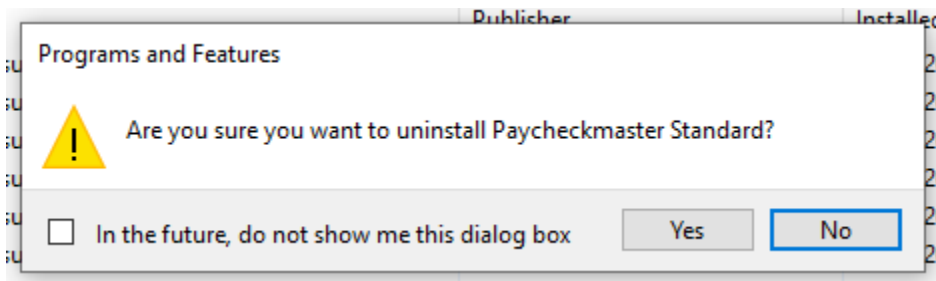 Publisher Installed
Programs and Features
Are you sure you want to uninstall Paycheckmaster Standard?
In the future, do not show me this dialog box
Yes
No